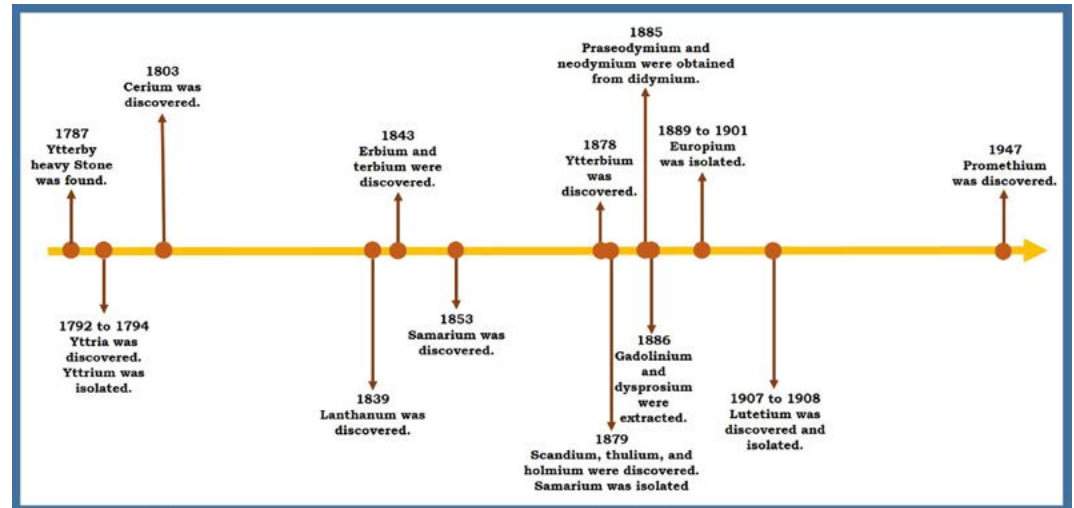 1787
Ytterby
heavy Stone
was found.
1792 to 1794
Yttria was
discovered.
Yttrium was
isolated.
1803
Cerium was
discovered.
1839
Lanthanum was
discovered.
1843
Erbium and
terbium were
discovered.
1853
Samarium was
discovered.
1878
Ytterbium
was
discovered.
1879
Scandium, thulium, and
holmium were discovered.
Samarium was isolated
1885
Praseodymium and
neodymium were obtained
from didymium.
1886
Gadolinium
and
dysprosium
were
extracted.
1889 to 1901
Europium
was isolated.
1907 to 1908
Lutetium was
discovered and
isolated.
1947
Promethium
was discovered.